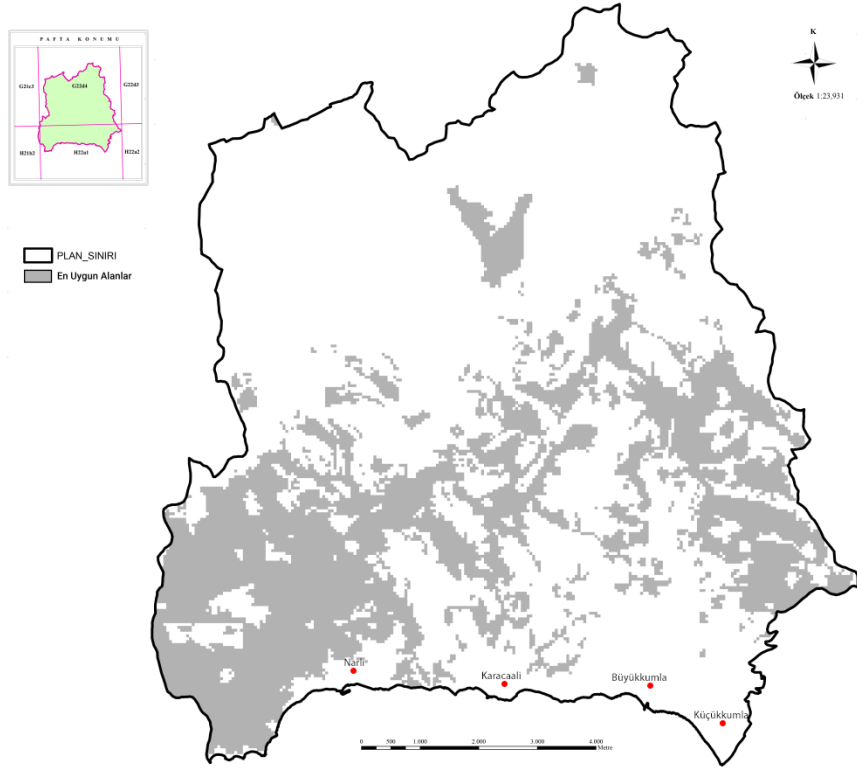 PAFTA KONUMU
G21c3
G22d4
G22d3
H21b2
H22a1
H22a2
K
Ölçek 1:23,931
PLAN_SINIRI
En Uygun Alanlar
Narlı
Karacaali
Büyükkumla
Küçükkumla
0 500 1.000 2.000 3.000 4.000
Metre